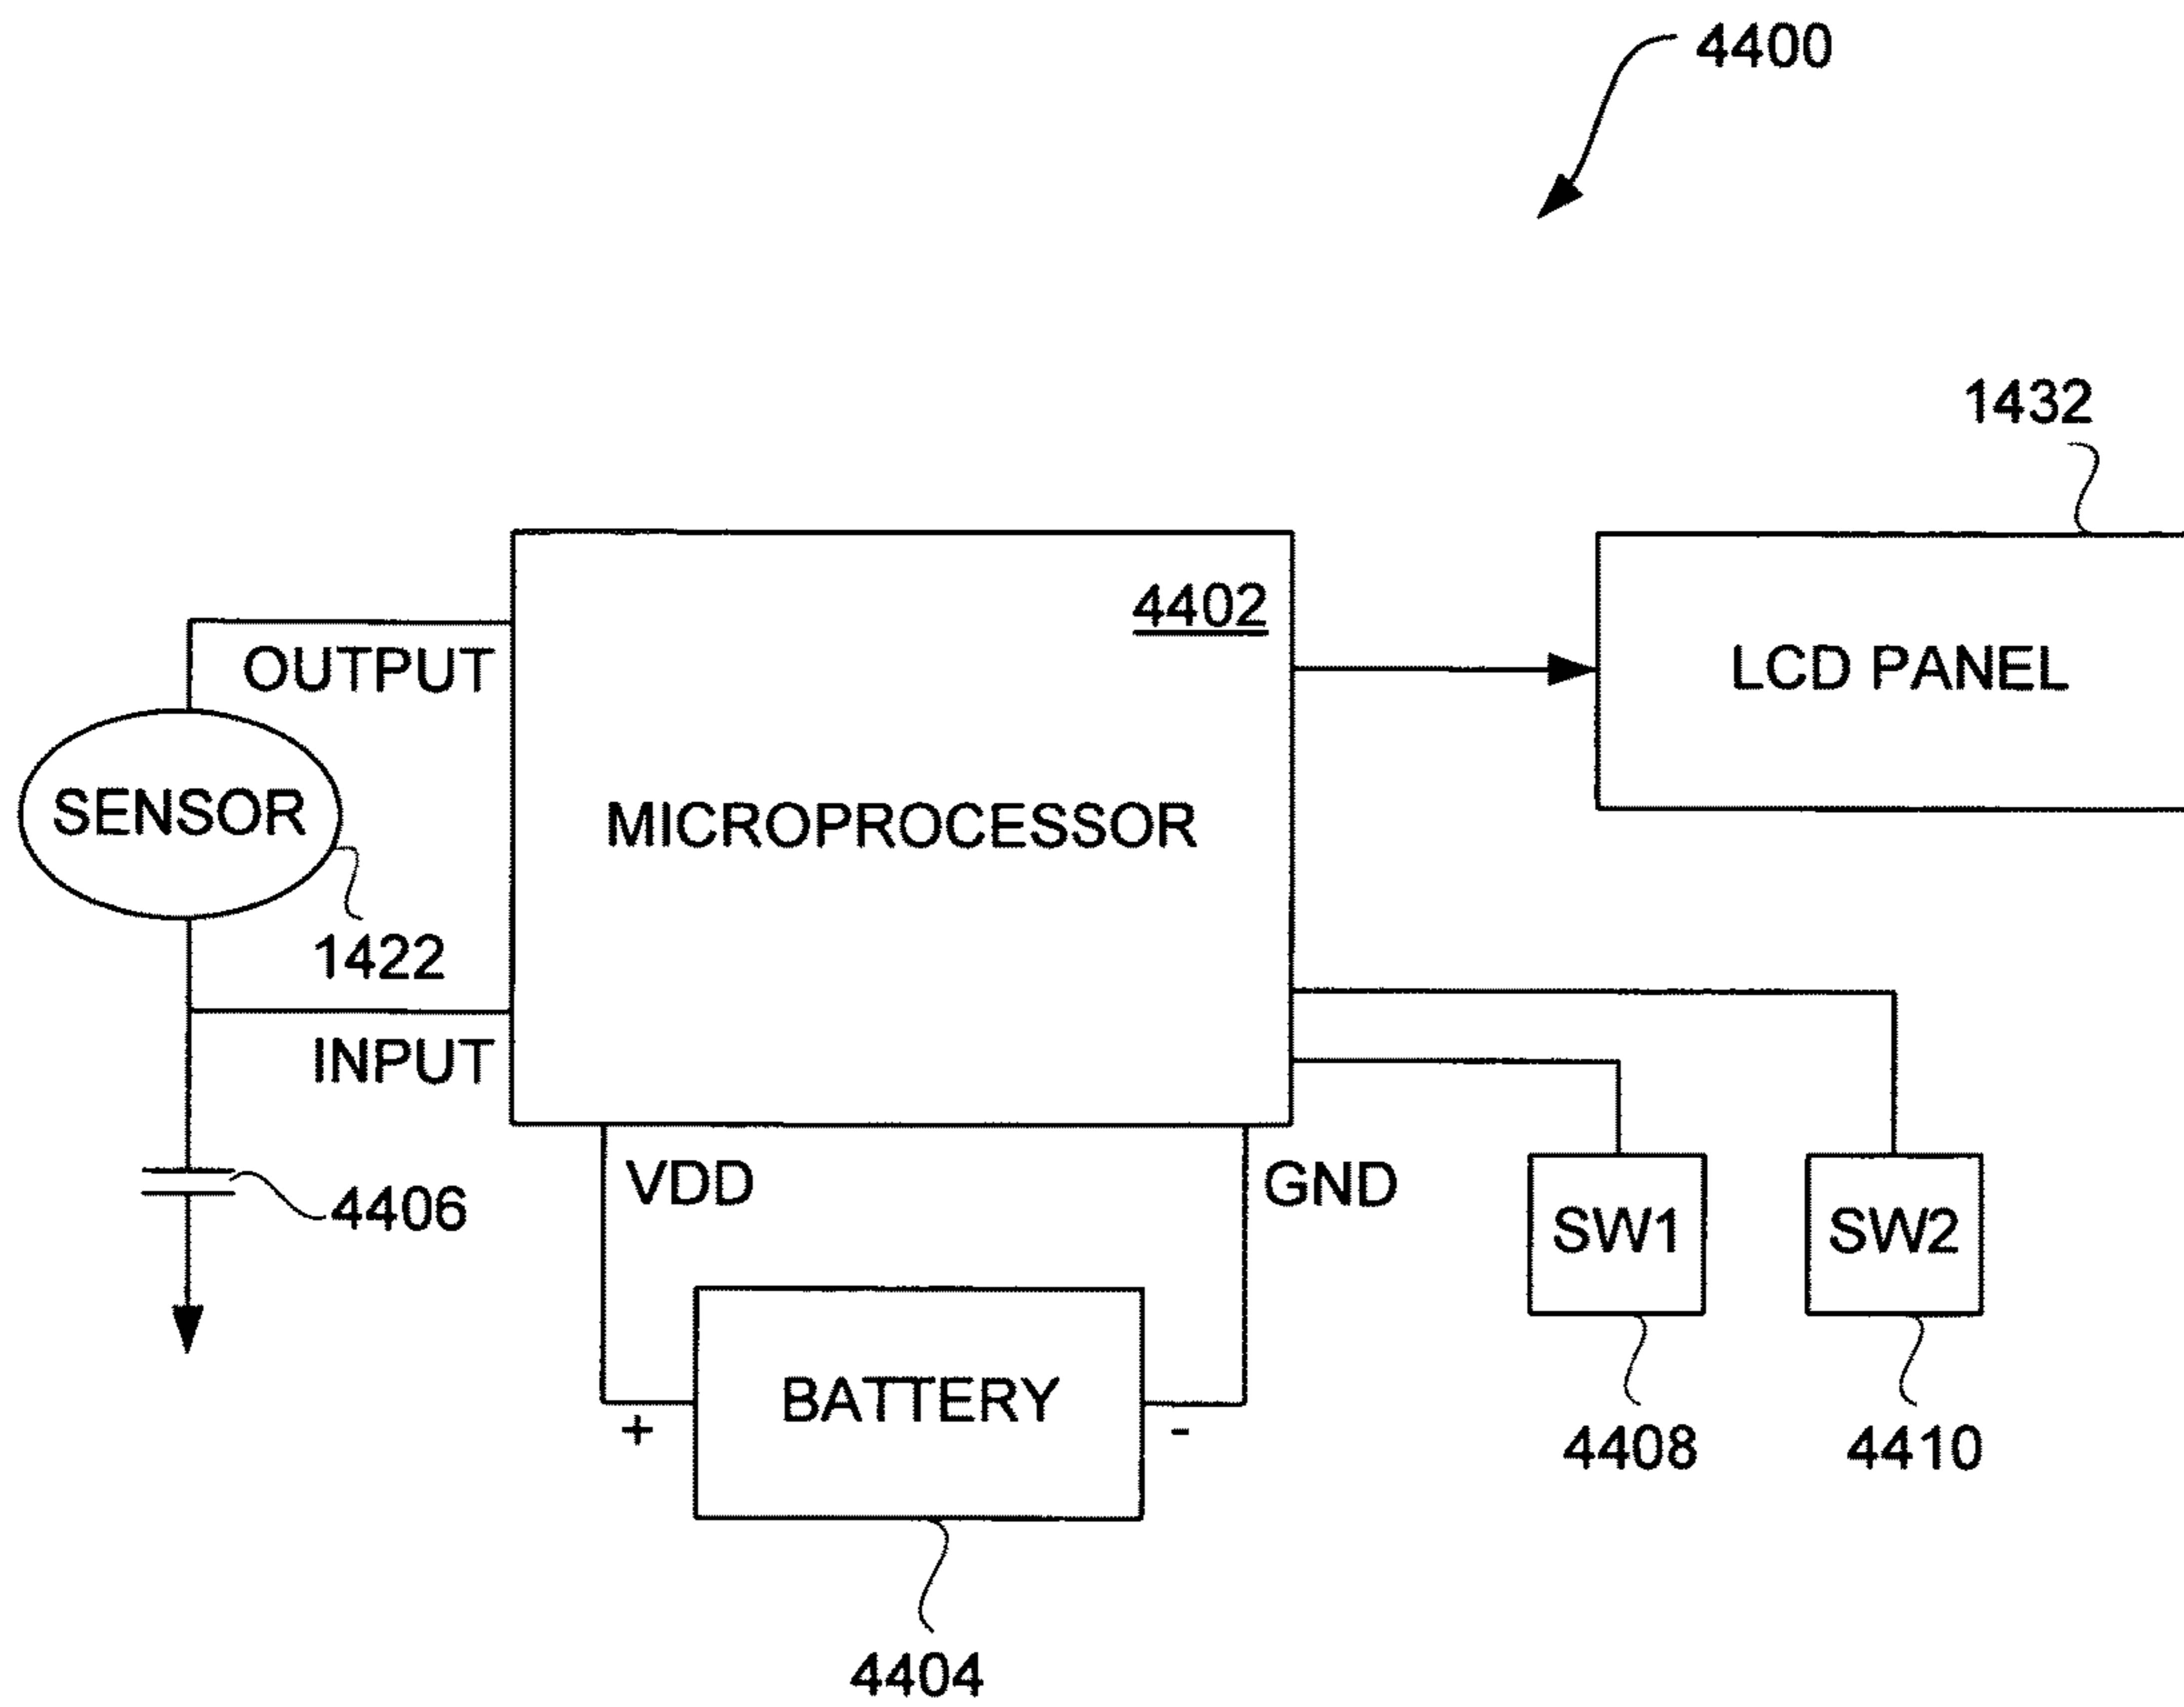 4400
1432
4402
OUTPUT
LCD PANEL
SENSOR
MICROPROCESSOR
1422
INPUT
VDD
GND
4406
SW1
SW2
BATTERY
+
-
4408
4410
4404